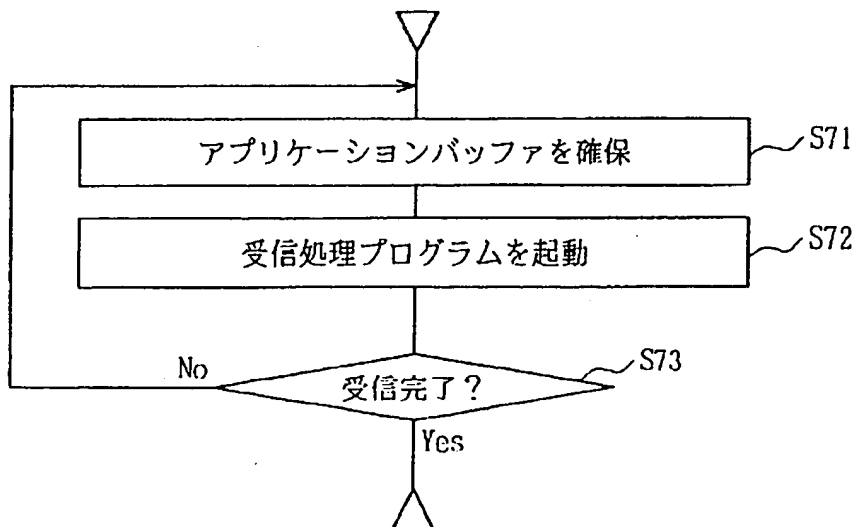 アプリケーションバッファを確保
S71
受信処理プログラムを起動
S72
No
受信完了?
S73
Yes